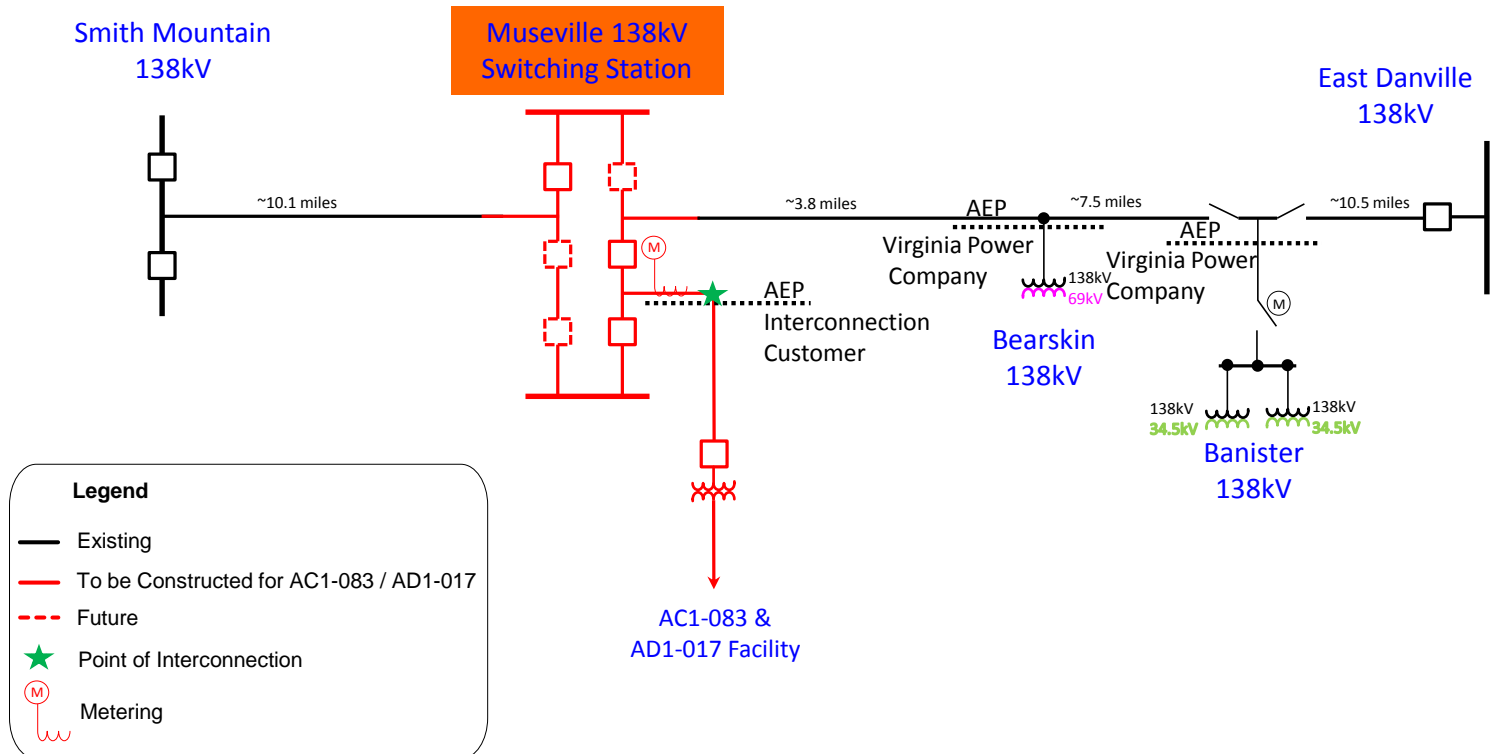 Smith Mountain
138kV
Museville 138kV
Switching Station
East Danville
138kV
~10.1 miles
~3.8 miles
AEP
~7.5 miles
~10.5 miles
Virginia Power
Company
AEP
Virginia Power
Company
M
AEP
Interconnection
Customer
138kV
69kV
Bearskin
138kV
M
138kV
34.5kV
138kV
34.5kV
Banister
138kV
AC1-083 &
AD1-017 Facility
Legend
Existing
To be Constructed for AC1-083 / AD1-017
Future
Point of Interconnection
M
Metering